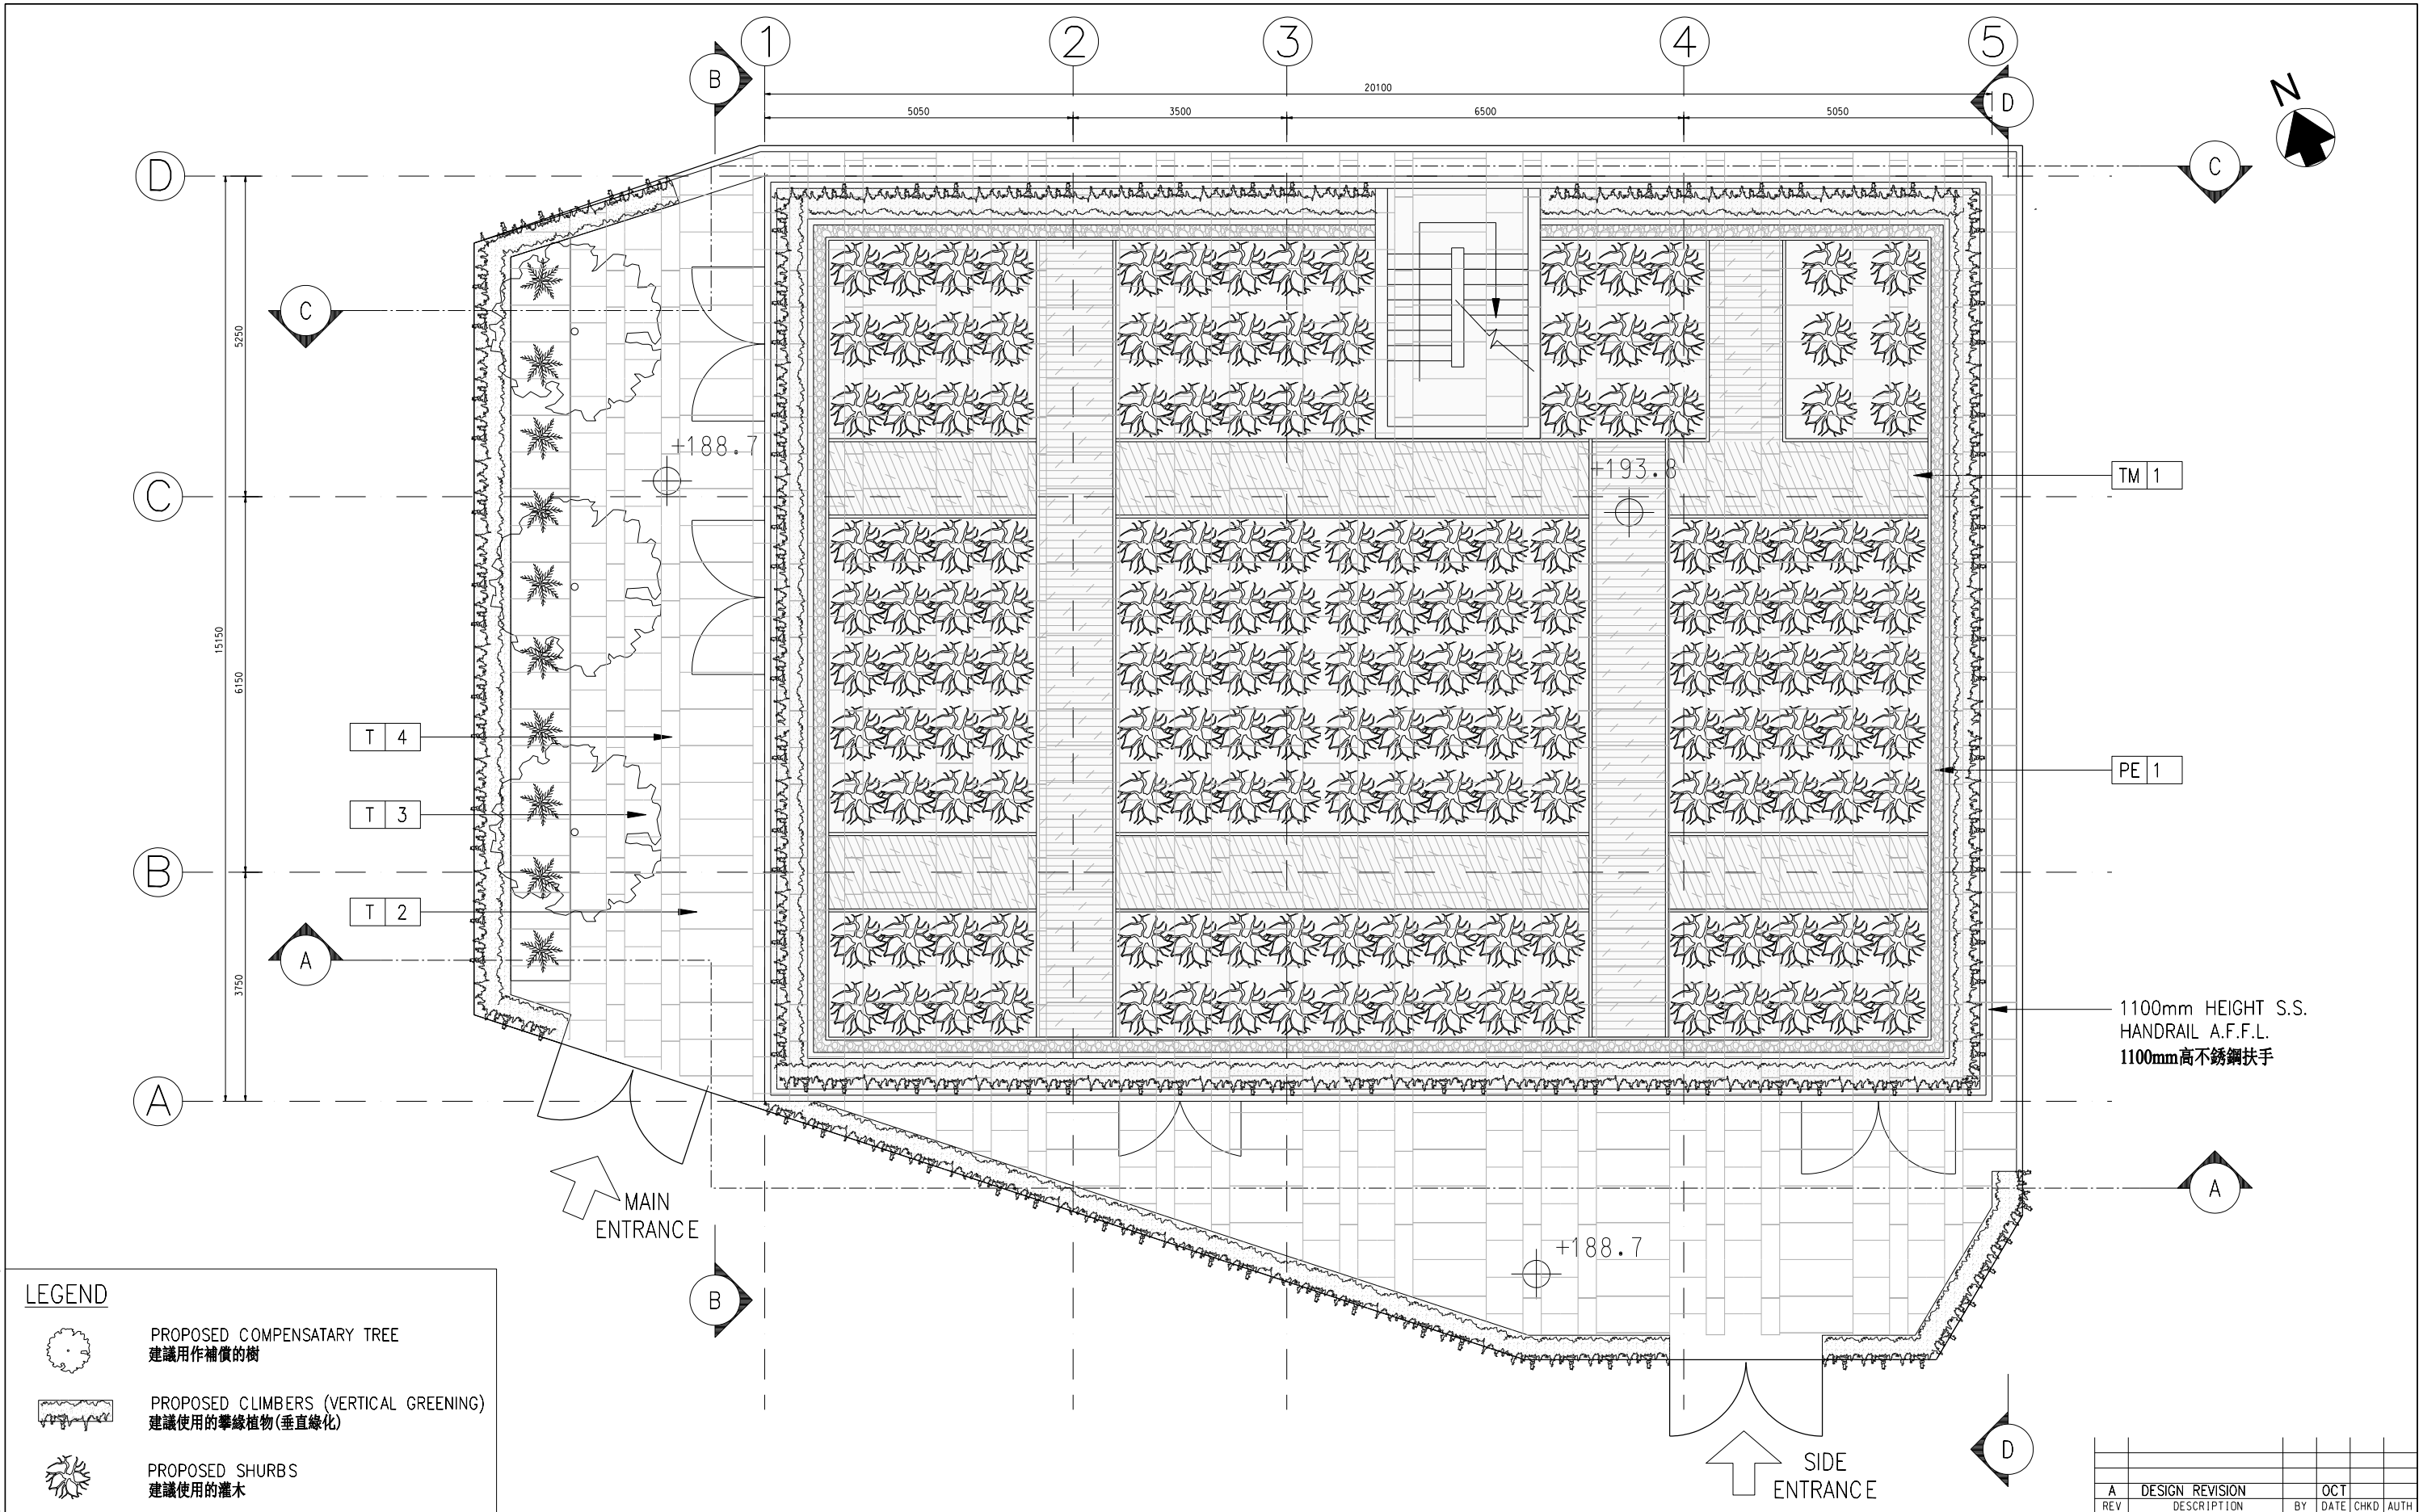 1 2 3 4 5
B
D
N
20100
5050 3500 6500 5050
D
C
C
5250
+188.7
+193.8
TM 1
C
15150
6150
T 4
PE 1
T 3
B
T 2
A
3750
1100mm HEIGHT S.S.
HANDRAIL A.F.F.L.
1100mm高不銹鋼扶手
A
A
MAIN
ENTRANCE
+188.7
B
D
SIDE
ENTRANCE
LEGEND
PROPOSED COMPENSATARY TREE
建議用作補償的樹
PROPOSED CLIMBERS (VERTICAL GREENING)
建議使用的攀緣植物(垂直綠化)
PROPOSED SHURBS
建議使用的灌木
A DESIGN REVISION OCT
REV DESCRIPTION BY DATE CHKD AUTH